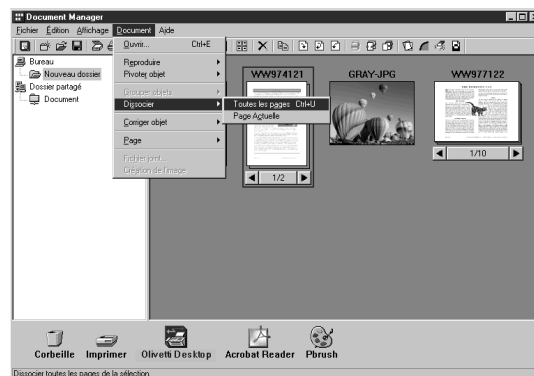 Document Manager
Fichier Édition Affichage Document Aide
Ouvrir... Ctrl+E
Reproduire
Pivoter objet
Grouper objets
Dissocier
Corriger objet
Page
Fichier joint...
Création de l'image
Toutes les pages Ctrl+U
Page Actuelle
Bureau
Nouveau dossier
Dossier partagé
Document
WW974121
GRAY-JPG
WW977122
1/2
1/10
Corbeille Imprimer Olivetti Desktop Acrobat Reader Pbrush
Dissocier toutes les pages de la sélection